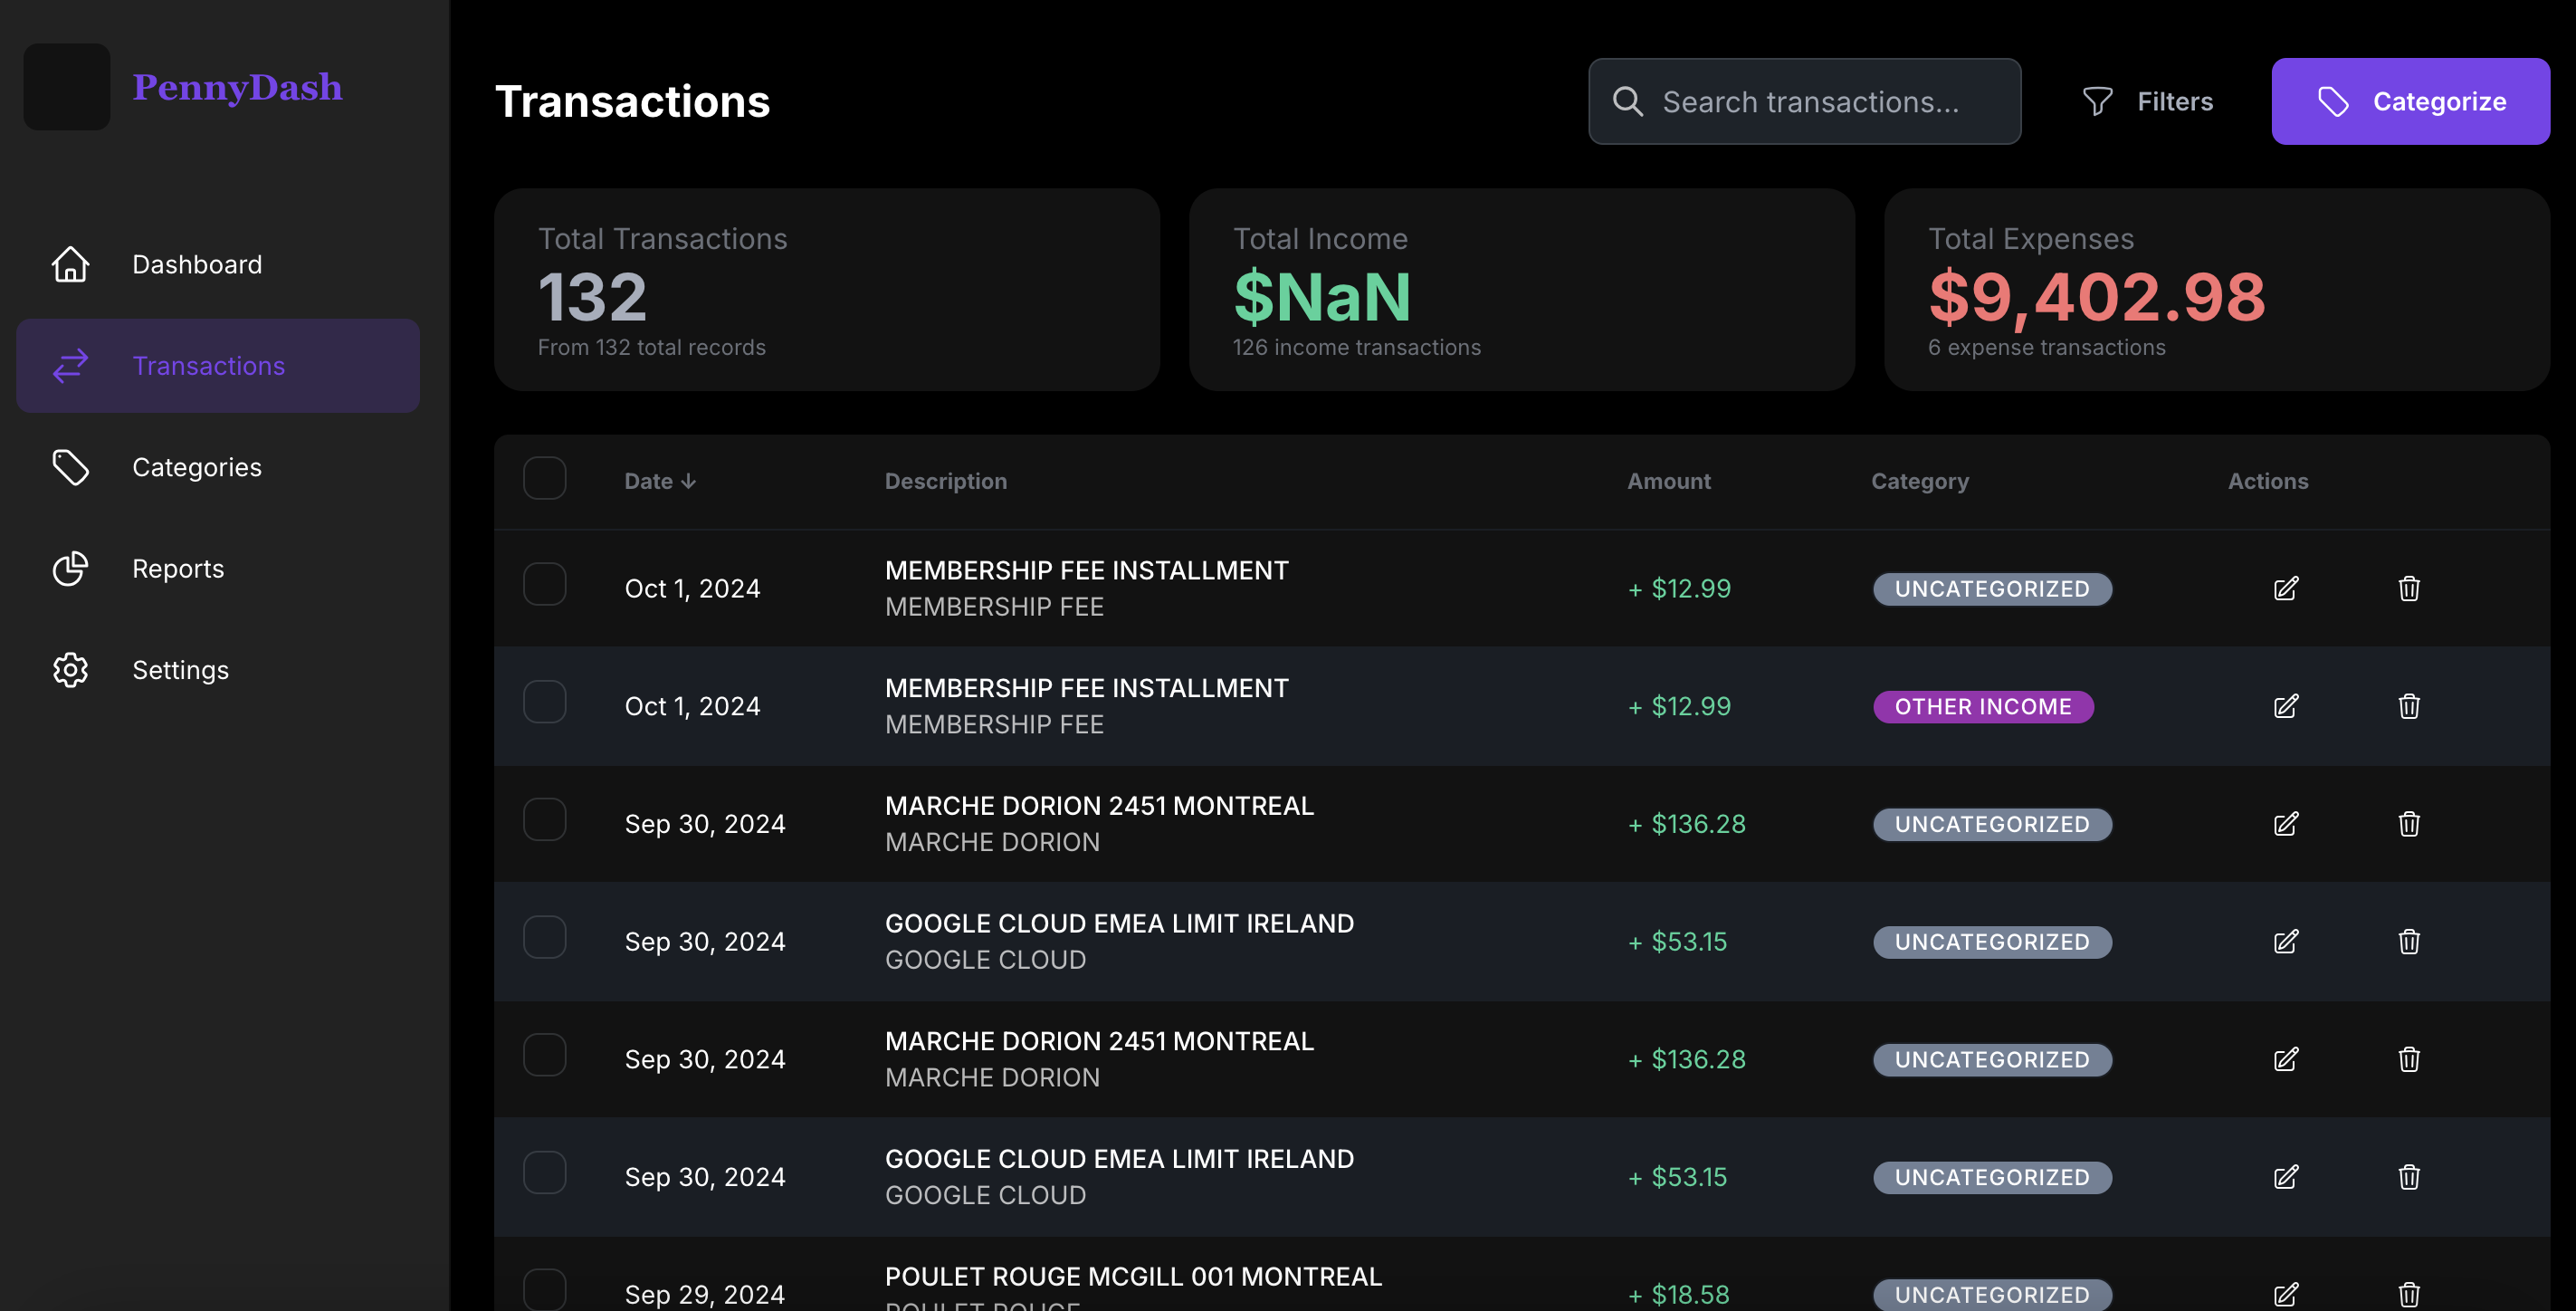 PennyDash
Dashboard
Transactions
Categories
Reports
Settings
Transactions
Search transactions...
Filters
Categorize
Total Transactions
132
From 132 total records
Total Income
$NaN
126 income transactions
Total Expenses
$9,402.98
6 expense transactions
Date ↓ Description Amount Category Actions
Oct 1, 2024 MEMBERSHIP FEE INSTALLMENT + $12.99 UNCATEGORIZED
MEMBERSHIP FEE
Oct 1, 2024 MEMBERSHIP FEE INSTALLMENT + $12.99 OTHER INCOME
MEMBERSHIP FEE
Sep 30, 2024 MARCHE DORION 2451 MONTREAL + $136.28 UNCATEGORIZED
MARCHE DORION
Sep 30, 2024 GOOGLE CLOUD EMEA LIMIT IRELAND + $53.15 UNCATEGORIZED
GOOGLE CLOUD
Sep 30, 2024 MARCHE DORION 2451 MONTREAL + $136.28 UNCATEGORIZED
MARCHE DORION
Sep 30, 2024 GOOGLE CLOUD EMEA LIMIT IRELAND + $53.15 UNCATEGORIZED
GOOGLE CLOUD
Sep 29, 2024 POULET ROUGE MCGILL 001 MONTREAL + $18.58 UNCATEGORIZED
POULET ROUGE